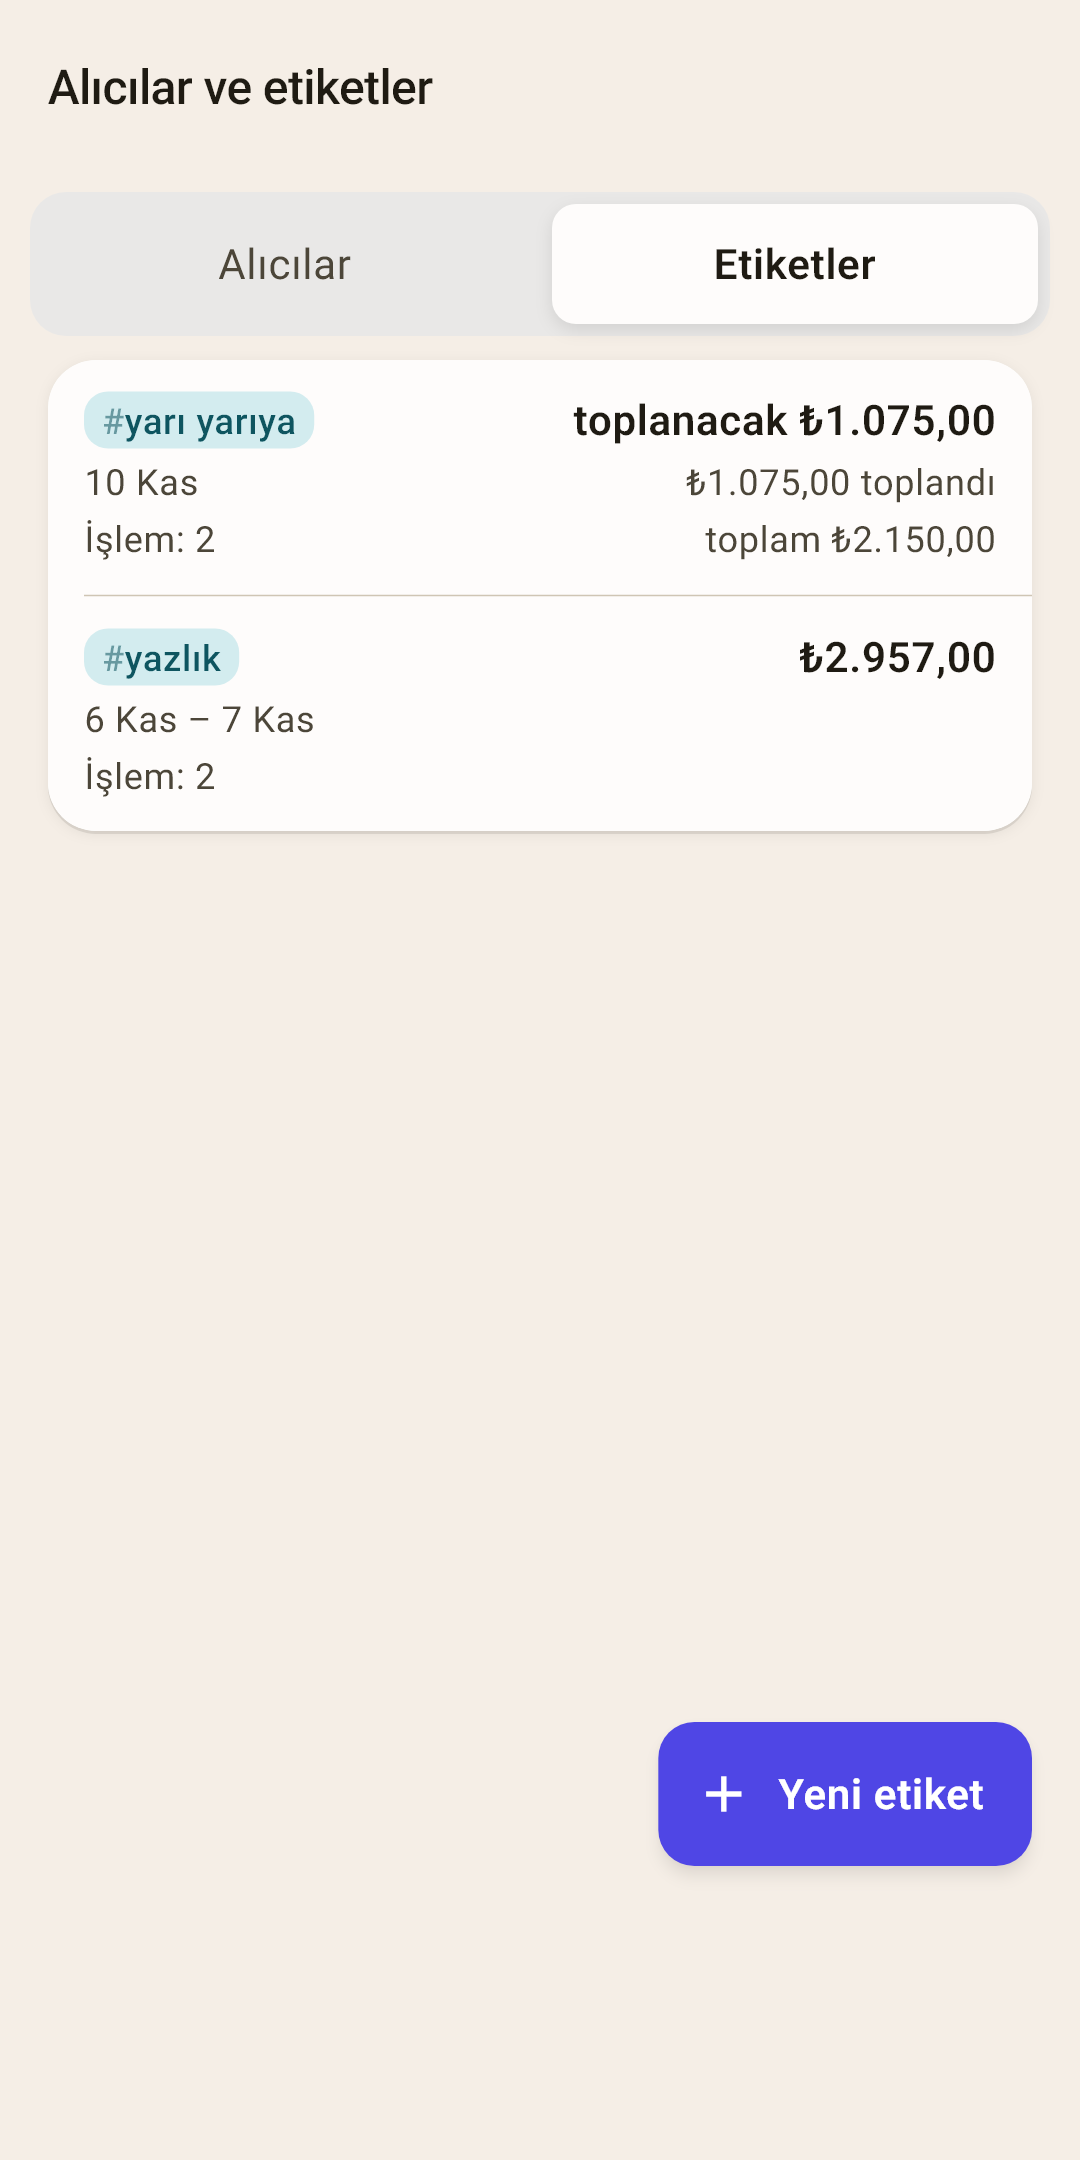 Alıcılar ve etiketler
Alıcılar
Etiketler
#yarı yarıya
toplanacak ₺1.075,00
10 Kas
₺1.075,00 toplandı
İşlem: 2
toplam ₺2.150,00
#yazlık
₺2.957,00
6 Kas – 7 Kas
İşlem: 2
+ Yeni etiket